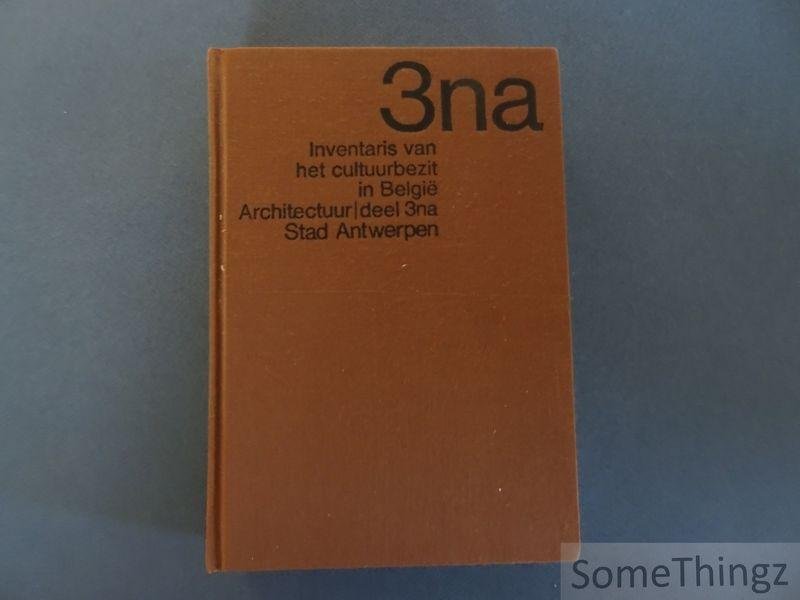 3na
Inventaris van
het cultuurbezit
in België
Architectuur|deel 3na
Stad Antwerpen
SomeThingz